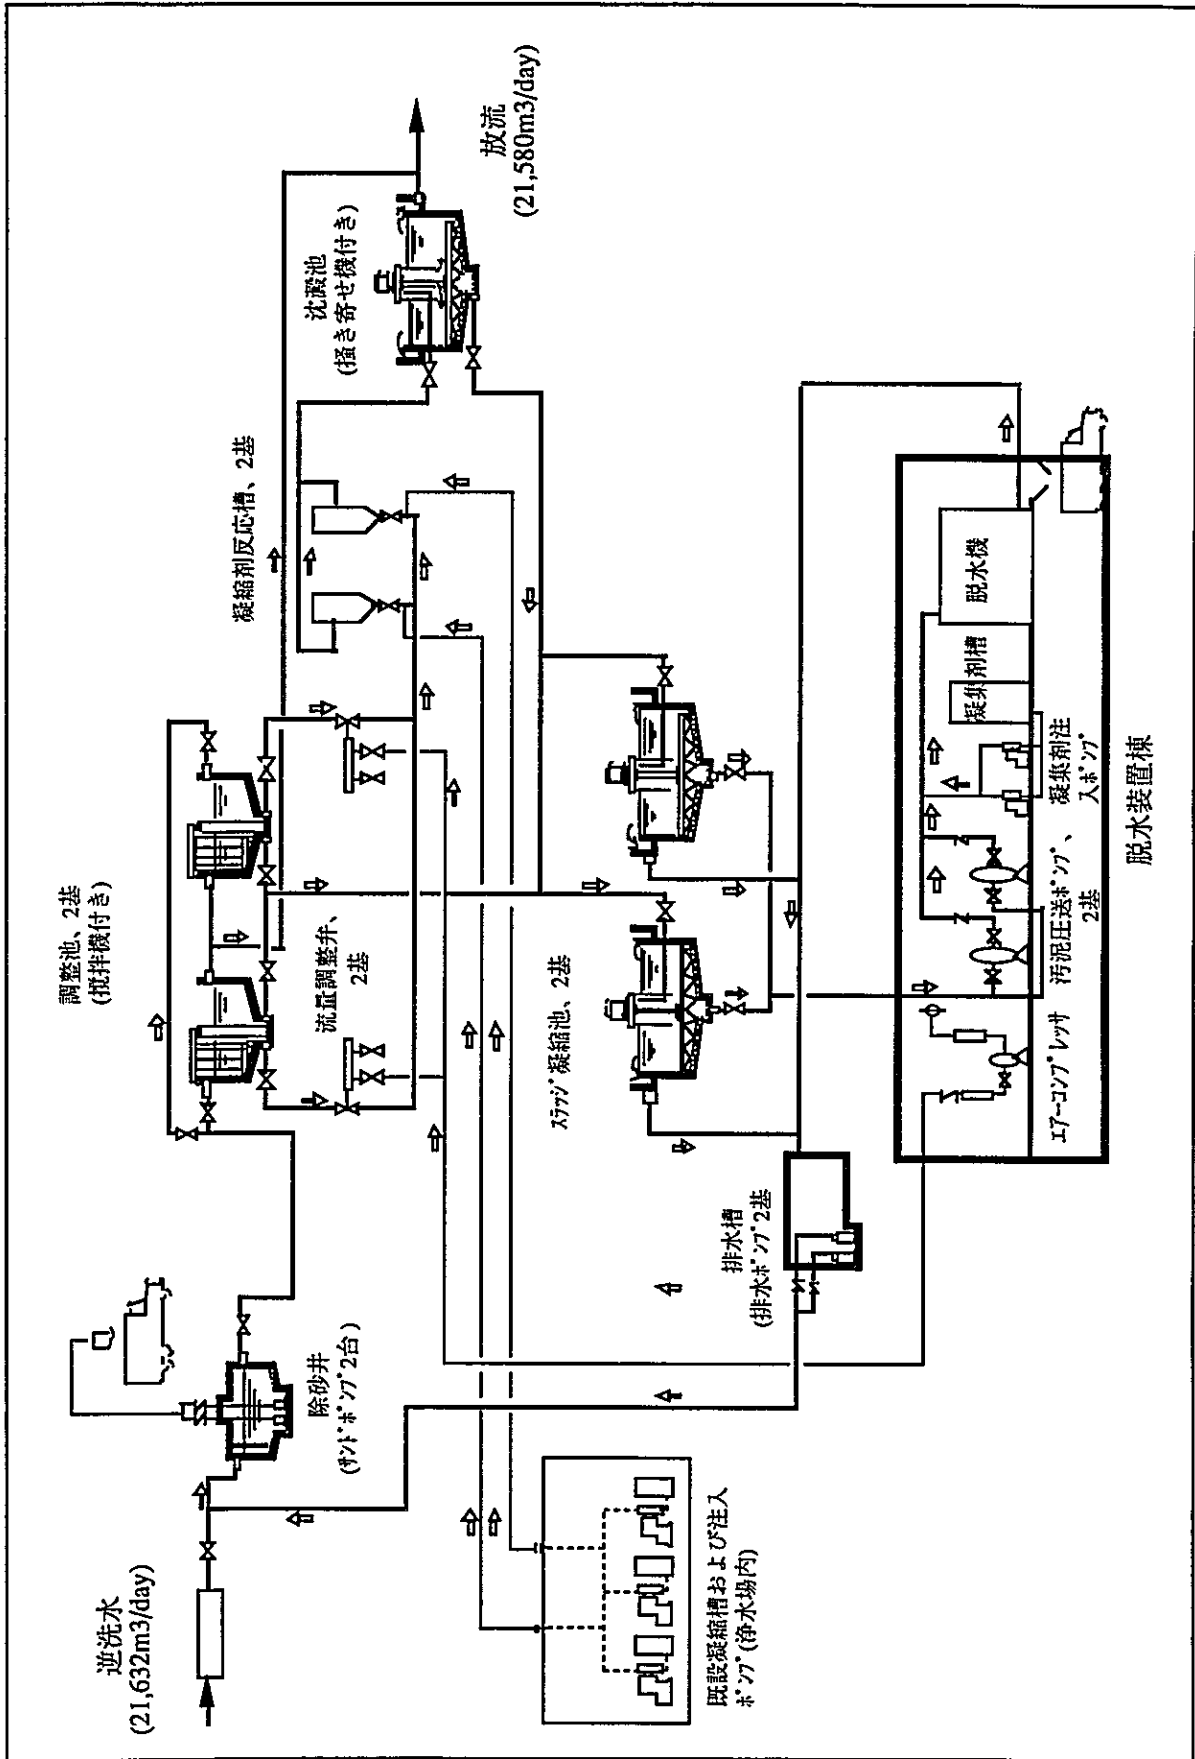 逆洗水
(21,632m3/day)
除砂井
(ｻﾝﾄﾞﾎﾟﾝﾌﾟ2台)
調整池、2基
(撹拌機付き)
流量調整弁、
2基
凝縮剤反応槽、2基
沈澱池
(掻き寄せ機付き)
放流
(21,580m3/day)
既設凝縮槽および注入
ﾎﾟﾝﾌﾟ(浄水場内)
排水槽
(排水ﾎﾟﾝﾌﾟ2基
ｽﾗｯｼﾞ凝縮池、2基
ｴｱｰｺﾝﾌﾟﾚｯｻ
汚泥圧送ﾎﾟﾝﾌﾟ、
2基
凝集剤注
入ﾎﾟﾝﾌﾟ
凝集剤槽
脱水機
脱水装置棟